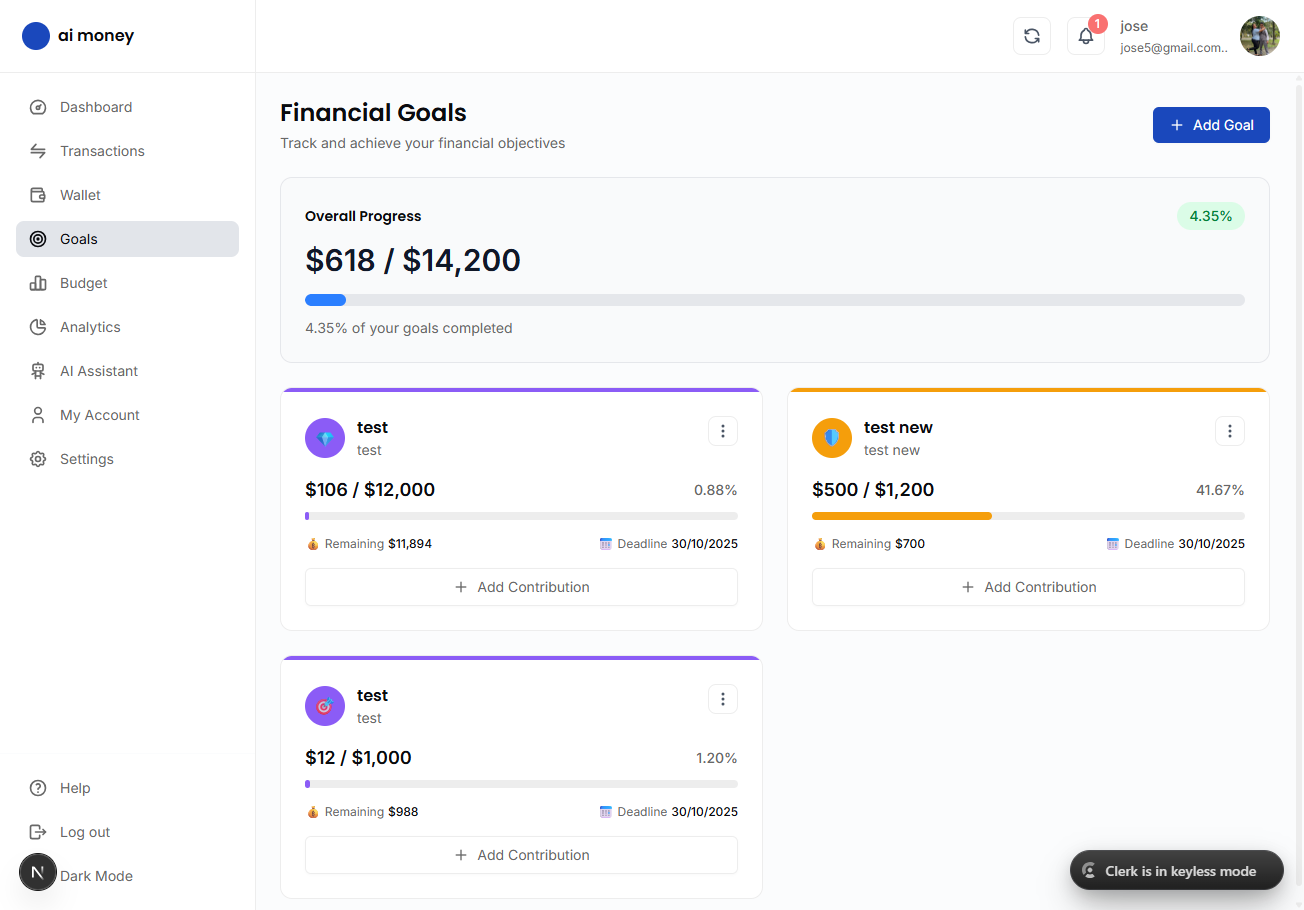 ai money
1
jose
jose5@gmail.com..
Dashboard
Transactions
Wallet
Goals
Budget
Analytics
AI Assistant
My Account
Settings
Help
Log out
N
Dark Mode
Financial Goals
Track and achieve your financial objectives
+ Add Goal
Overall Progress
4.35%
$618 / $14,200
4.35% of your goals completed
test
test
$106 / $12,000
0.88%
Remaining $11,894
Deadline 30/10/2025
+ Add Contribution
test new
test new
$500 / $1,200
41.67%
Remaining $700
Deadline 30/10/2025
+ Add Contribution
test
test
$12 / $1,000
1.20%
Remaining $988
Deadline 30/10/2025
+ Add Contribution
Clerk is in keyless mode